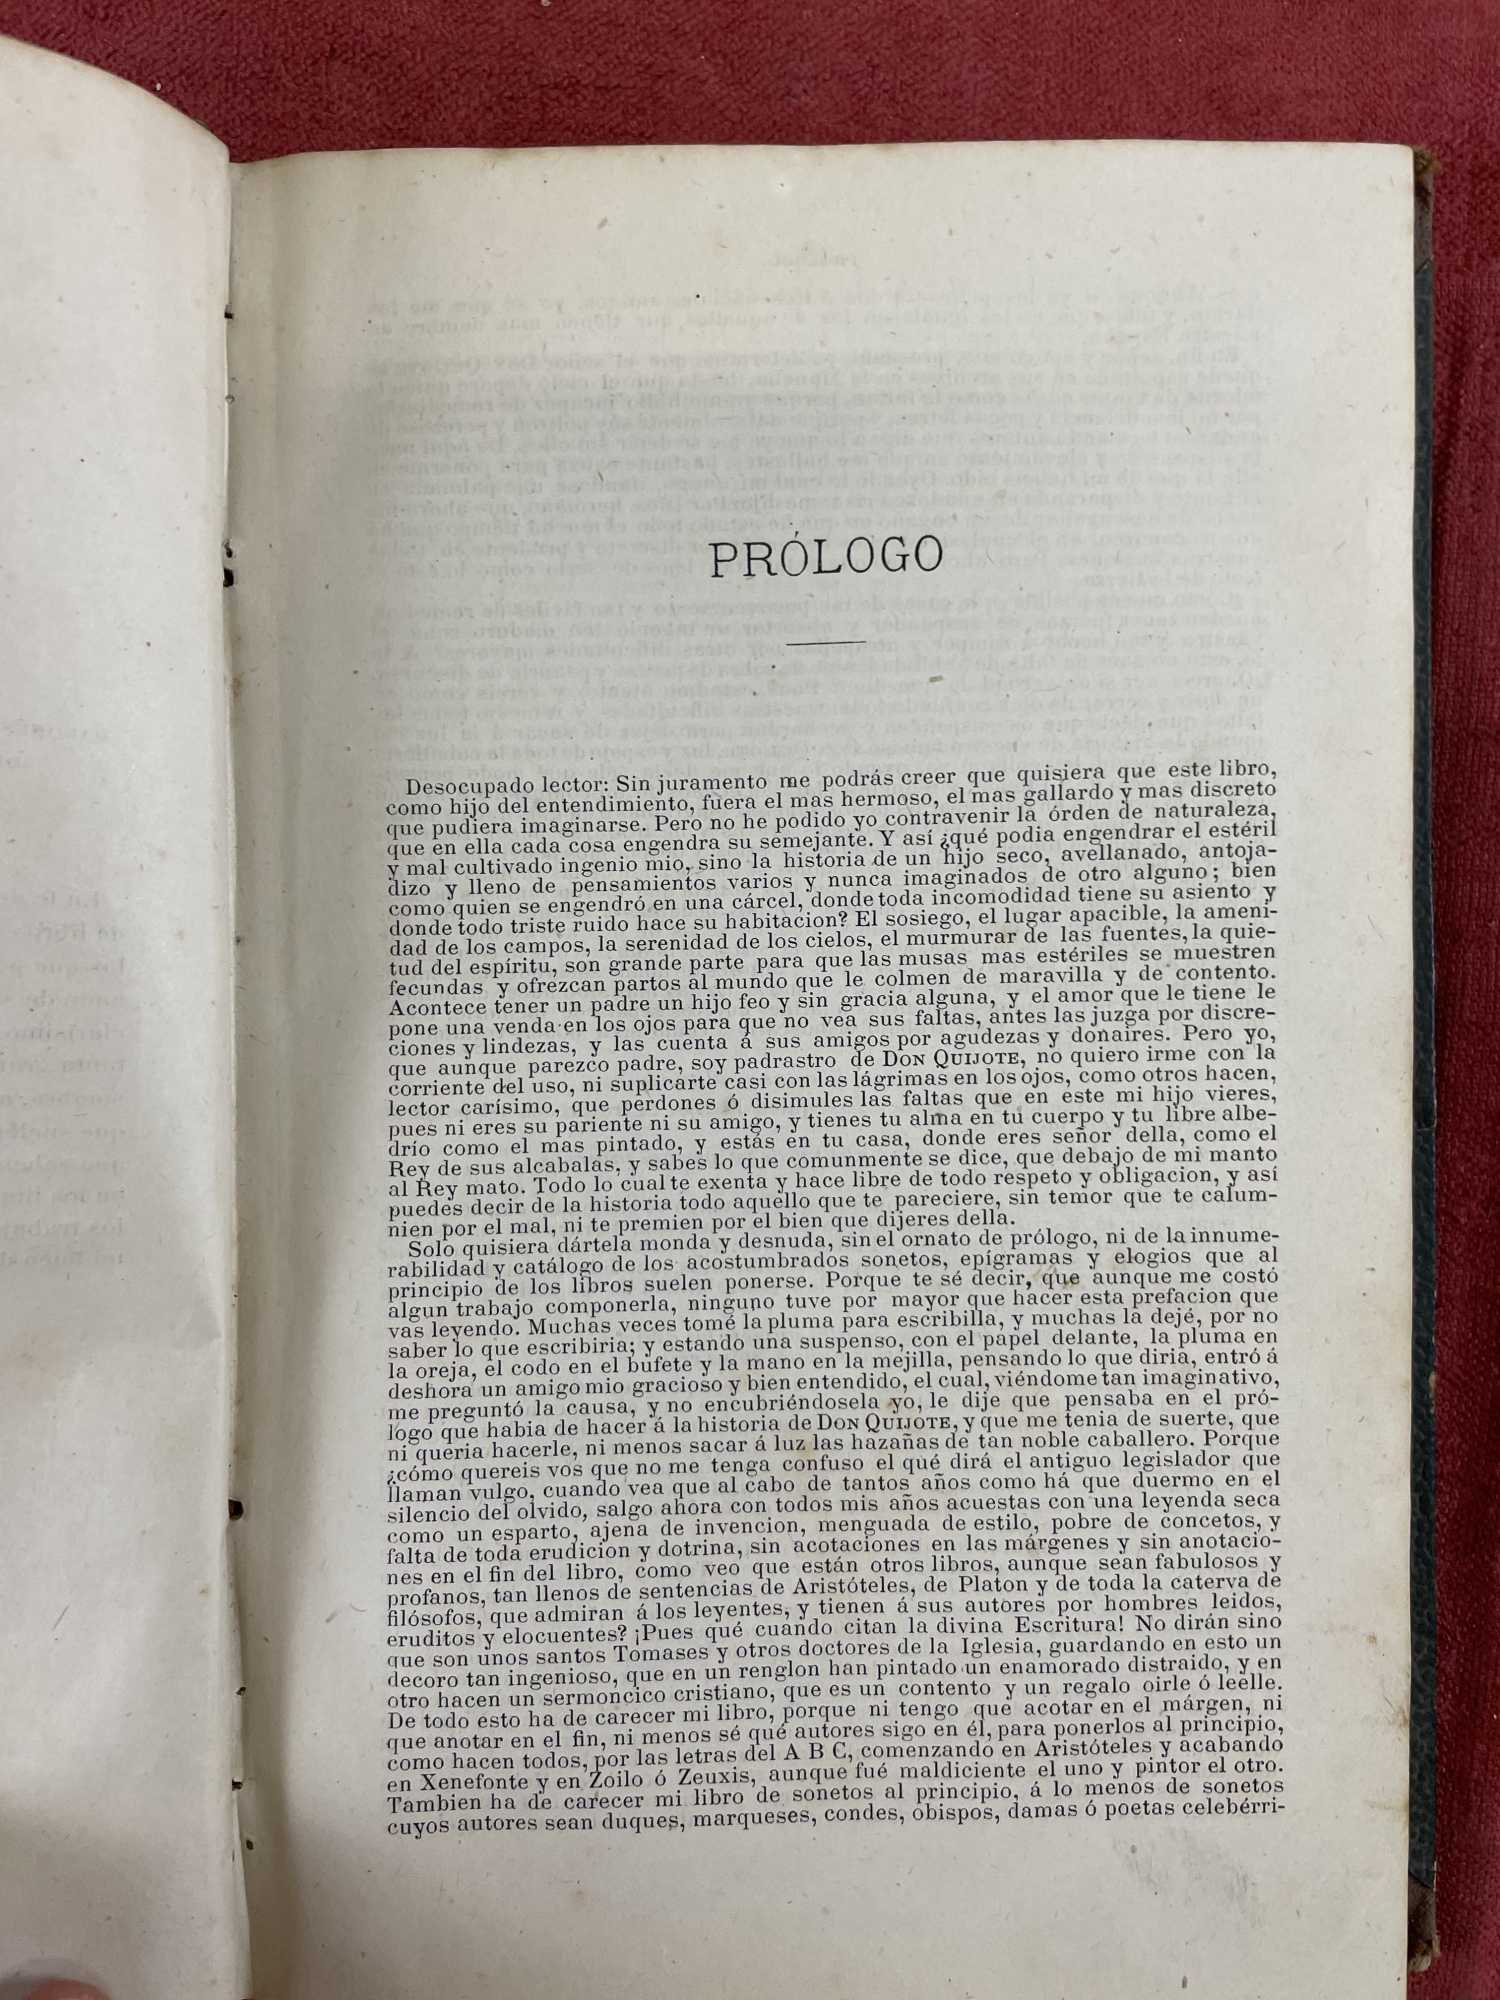 PRÓLOGO
Desocupado lector: Sin juramento me podrás creer que quisiera que este libro,
como hijo del entendimiento, fuera el mas hermoso, el mas gallardo y mas discreto
que pudiera imaginarse. Pero no he podido yo contravenir la órden de naturaleza,
que en ella cada cosa engendra su semejante. Y así ¿qué podia engendrar el estéril
y mal cultivado ingenio mio, sino la historia de un hijo seco, avellanado, antoja-
dizo y lleno de pensamientos varios y nunca imaginados de otro alguno; bien
como quien se engendró en una cárcel, donde toda incomodidad tiene su asiento y
donde todo triste ruido hace su habitacion? El sosiego, el lugar apacible, la ameni-
dad de los campos, la serenidad de los cielos, el murmurar de las fuentes, la quie-
tud del espíritu, son grande parte para que las musas mas estériles se muestren
fecundas y ofrezcan partos al mundo que le colmen de maravilla y de contento.
Acontece tener un padre un hijo feo y sin gracia alguna, y el amor que le tiene le
pone una venda en los ojos para que no vea sus faltas, antes las juzga por discre-
ciones y lindezas, y las cuenta á sus amigos por agudezas y donaires. Pero yo,
que aunque parezco padre, soy padrastro de DON QUIJOTE, no quiero irme con la
corriente del uso, ni suplicarte casi con las lágrimas en los ojos, como otros hacen,
lector carísimo, que perdones ó disimules las faltas que en este mi hijo vieres,
pues ni eres su pariente ni su amigo, y tienes tu alma en tu cuerpo y tu libre albe-
drío como el mas pintado, y estás en tu casa, donde eres señor della, como el
Rey de sus alcabalas, y sabes lo que comunmente se dice, que debajo de mi manto
al Rey mato. Todo lo cual te exenta y hace libre de todo respeto y obligacion, y así
puedes decir de la historia todo aquello que te pareciere, sin temor que te calum-
nien por el mal, ni te premien por el bien que dijeres della.
Solo quisiera dártela monda y desnuda, sin el ornato de prólogo, ni de la innume-
rabilidad y catálogo de los acostumbrados sonetos, epígramas y elogios que al
principio de los libros suelen ponerse. Porque te sé decir, que aunque me costó
algun trabajo componerla, ninguno tuve por mayor que hacer esta prefacion que
vas leyendo. Muchas veces tomé la pluma para escribilla, y muchas la dejé, por no
saber lo que escribiria; y estando una suspenso, con el papel delante, la pluma en
la oreja, el codo en el bufete y la mano en la mejilla, pensando lo que diria, entró á
deshora un amigo mio gracioso y bien entendido, el cual, viéndome tan imaginativo,
me preguntó la causa, y no encubriéndosela yo, le dije que pensaba en el pró-
logo que habia de hacer á la historia de DON QUIJOTE, y que me tenia de suerte, que
ni queria hacerle, ni menos sacar á luz las hazañas de tan noble caballero. Porque
¿cómo quereis vos que no me tenga confuso el qué dirá el antiguo legislador que
llaman vulgo, cuando vea que al cabo de tantos años como há que duermo en el
silencio del olvido, salgo ahora con todos mis años acuestas con una leyenda seca
como un esparto, ajena de invencion, menguada de estilo, pobre de concetos, y
falta de toda erudicion y dotrina, sin acotaciones en las márgenes y sin anotacio-
nes en el fin del libro, como veo que están otros libros, aunque sean fabulosos y
profanos, tan llenos de sentencias de Aristóteles, de Platon y de toda la caterva de
filósofos, que admiran á los leyentes, y tienen á sus autores por hombres leidos,
eruditos y elocuentes? ¡Pues qué cuando citan la divina Escritura! No dirán sino
que son unos santos Tomases y otros doctores de la Iglesia, guardando en esto un
decoro tan ingenioso, que en un renglon han pintado un enamorado distraido, y en
otro hacen un sermoncico cristiano, que es un contento y un regalo oirle ó leelle.
De todo esto ha de carecer mi libro, porque ni tengo que acotar en el márgen, ni
que anotar en el fin, ni menos sé qué autores sigo en él, para ponerlos al principio,
como hacen todos, por las letras del A B C, comenzando en Aristóteles y acabando
en Xenefonte y en Zoilo ó Zeuxis, aunque fué maldiciente el uno y pintor el otro.
Tambien ha de carecer mi libro de sonetos al principio, á lo menos de sonetos
cuyos autores sean duques, marqueses, condes, obispos, damas ó poetas celebérri-